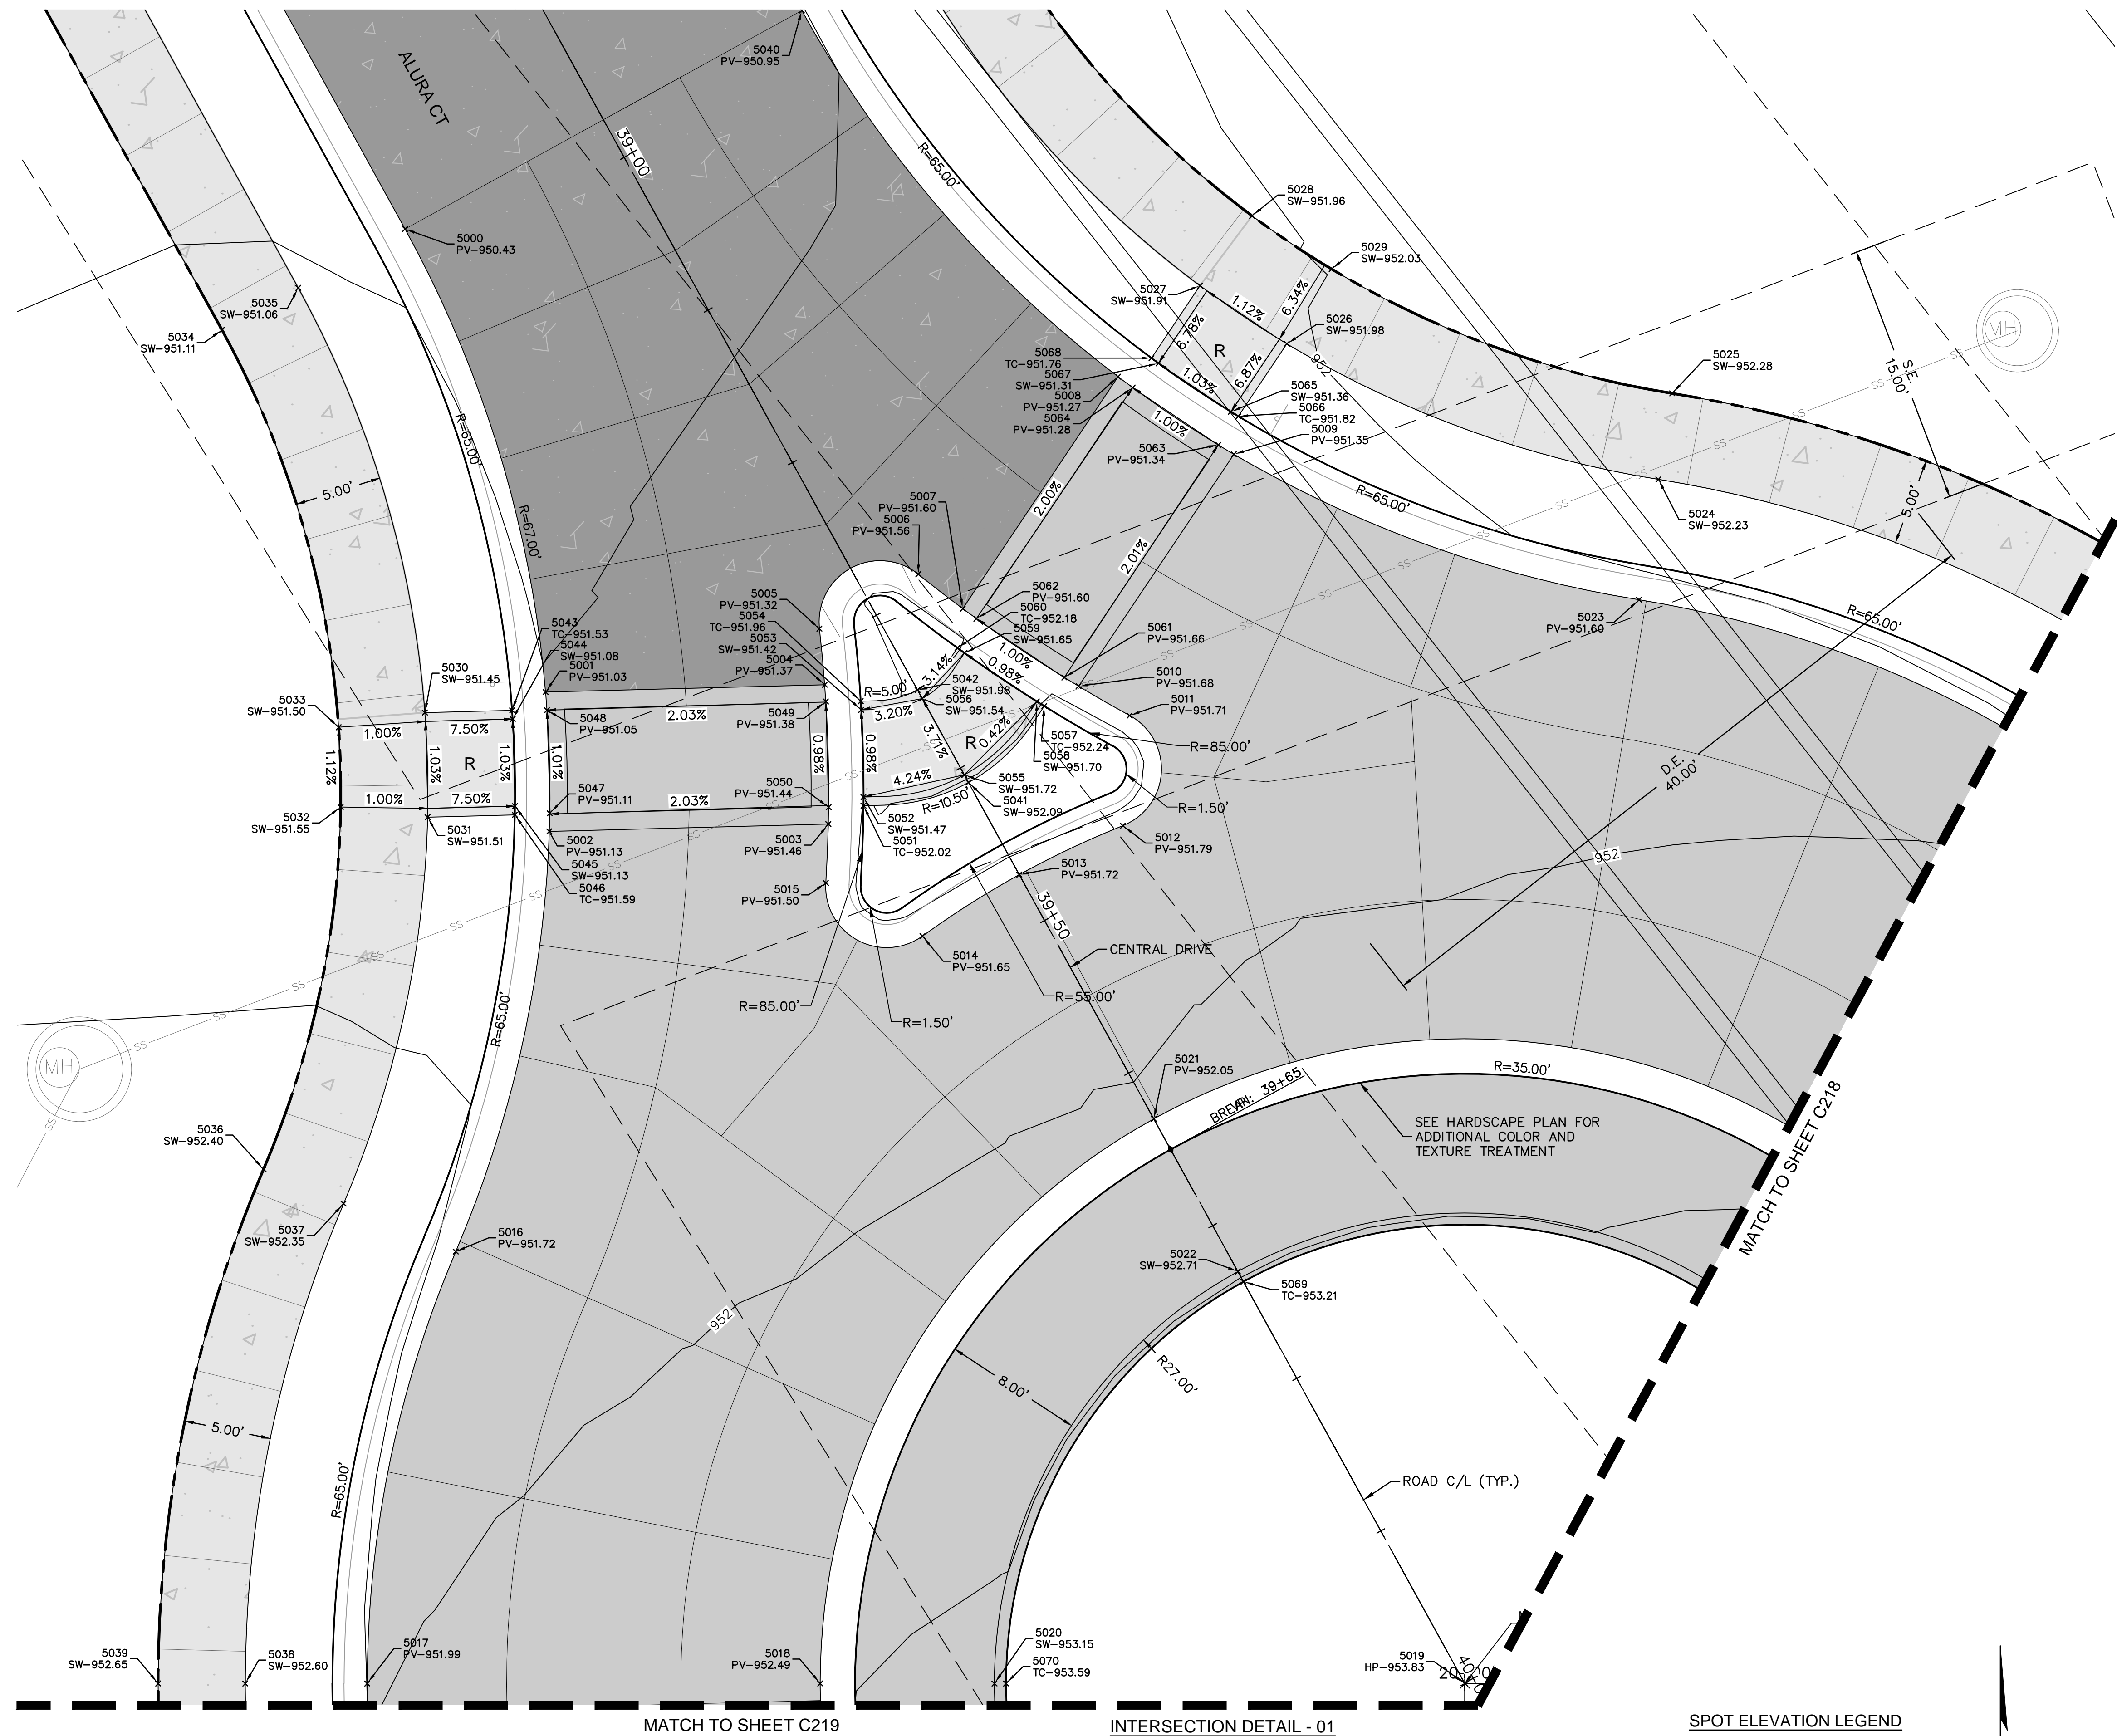 ALURA CT
39+00
5040
PV-950.95
R=65.00'
5000
PV-950.43
5035
SW-951.06
5034
SW-951.11
5028
SW-951.96
5029
SW-952.03
5027
SW-951.91
1.12%
6.34%
5026
SW-951.98
6.78%
R
6.87%
952
5068
TC-951.76
5067
SW-951.31
5008
PV-951.27
5064
PV-951.28
1.03%
5065
SW-951.36
5066
TC-951.82
5009
PV-951.35
1.00%
5063
PV-951.34
5025
SW-952.28
S.E.
15.00'
MH
SS
5.00'
R=65.00'
R=67.00'
5007
PV-951.60
5006
PV-951.56
2.00%
2.01%
R=65.00'
5024
SW-952.23
5.00'
5023
PV-951.60
R=65.00'
5005
PV-951.32
5054
TC-951.96
5053
SW-951.42
5004
PV-951.37
5062
PV-951.60
5060
TC-952.18
5059
SW-951.65
5061
PV-951.66
1.00%
0.98%
3.14%
5010
PV-951.68
5011
PV-951.71
5043
TC-951.53
5044
SW-951.08
5001
PV-951.03
5030
SW-951.45
5033
SW-951.50
1.00%
7.50%
5048
PV-951.05
2.03%
5049
PV-951.38
R=5.00'
3.20%
5042
SW-951.98
5056
SW-951.54
3.71%
0.42%
R
5057
TC-952.24
5058
SW-951.70
R=85.00'
1.12%
1.03%
R
1.03%
1.01%
0.98%
0.98%
4.24%
5055
SW-951.72
5041
SW-952.09
R=10.50'
R=1.50'
D.E.
40.00'
5047
PV-951.11
2.03%
5050
PV-951.44
1.00%
7.50%
5032
SW-951.55
5031
SW-951.51
5002
PV-951.13
5045
SW-951.13
5046
TC-951.59
5003
PV-951.46
5052
SW-951.47
5051
TC-952.02
5012
PV-951.79
5013
PV-951.72
5015
PV-951.50
952
39+50
5014
PV-951.65
CENTRAL DRIVE
R=55.00'
R=85.00'
R=1.50'
R=65.00'
MH
SS
5021
PV-952.05
39+65
R=35.00'
SEE HARDSCAPE PLAN FOR
ADDITIONAL COLOR AND
TEXTURE TREATMENT
MATCH TO SHEET C218
5036
SW-952.40
5037
SW-952.35
5016
PV-951.72
5022
SW-952.71
5069
TC-953.21
952
R27.00'
8.00'
5.00'
R=65.00'
ROAD C/L (TYP.)
5039
SW-952.65
5038
SW-952.60
5017
PV-951.99
5018
PV-952.49
5020
SW-953.15
5070
TC-953.59
5019
HP-953.83
MATCH TO SHEET C219
INTERSECTION DETAIL - 01
SPOT ELEVATION LEGEND